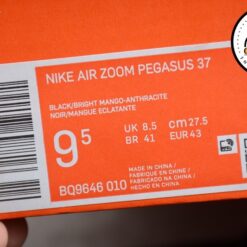 NIKE AIR ZOOM PEGASUS 37
BLACK/BRIGHT MANGO-ANTHRACITE
NOIR/MANGUE ECLATANTE
9 5
UK 8.5 cm 27.5
BR 41 EUR 43
BQ9646 010
MADE IN CHINA /
FABRIQUE EN CHINE /
FABRICADO NA CHINA /
HECHO EN CHINA